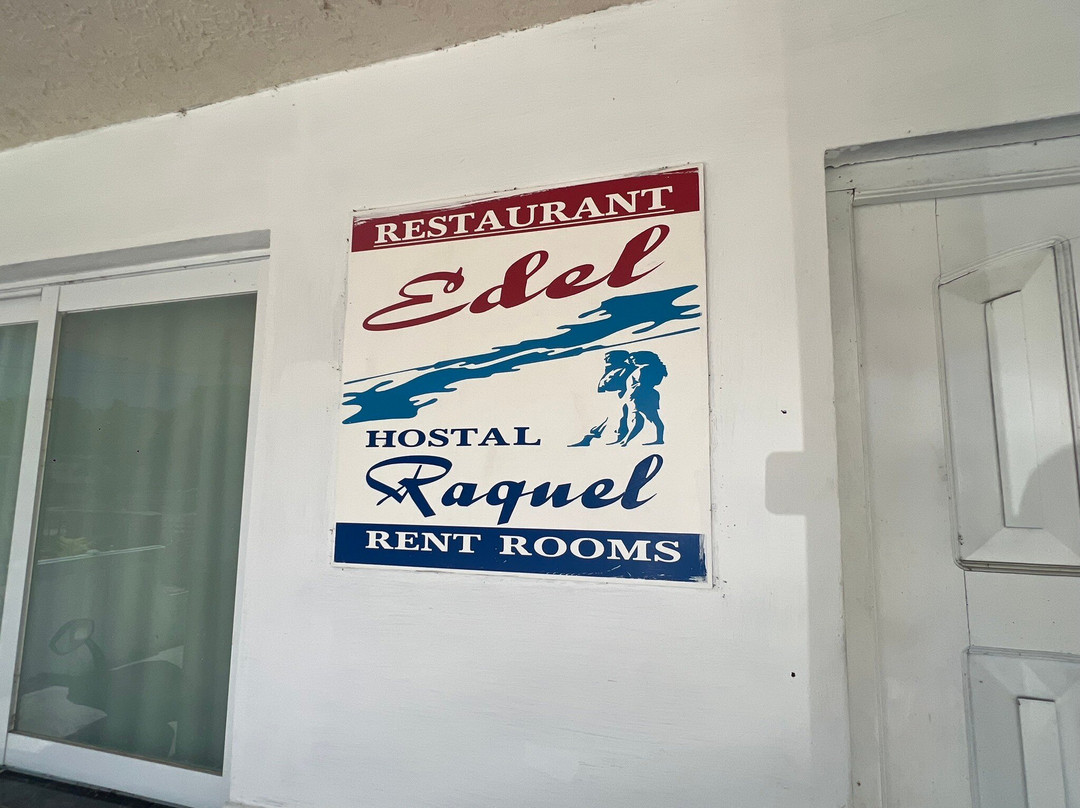 RESTAURANT
Edel
HOSTAL
Raquel
RENT ROOMS